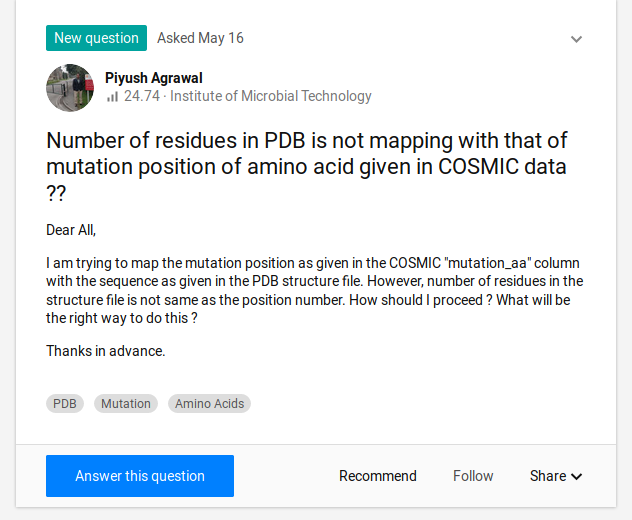 New question Asked May 16
Piyush Agrawal
24.74 · Institute of Microbial Technology
Number of residues in PDB is not mapping with that of
mutation position of amino acid given in COSMIC data
??
Dear All,
I am trying to map the mutation position as given in the COSMIC "mutation_aa" column
with the sequence as given in the PDB structure file. However, number of residues in the
structure file is not same as the position number. How should I proceed ? What will be
the right way to do this ?
Thanks in advance.
PDB Mutation Amino Acids
Answer this question Recommend Follow Share